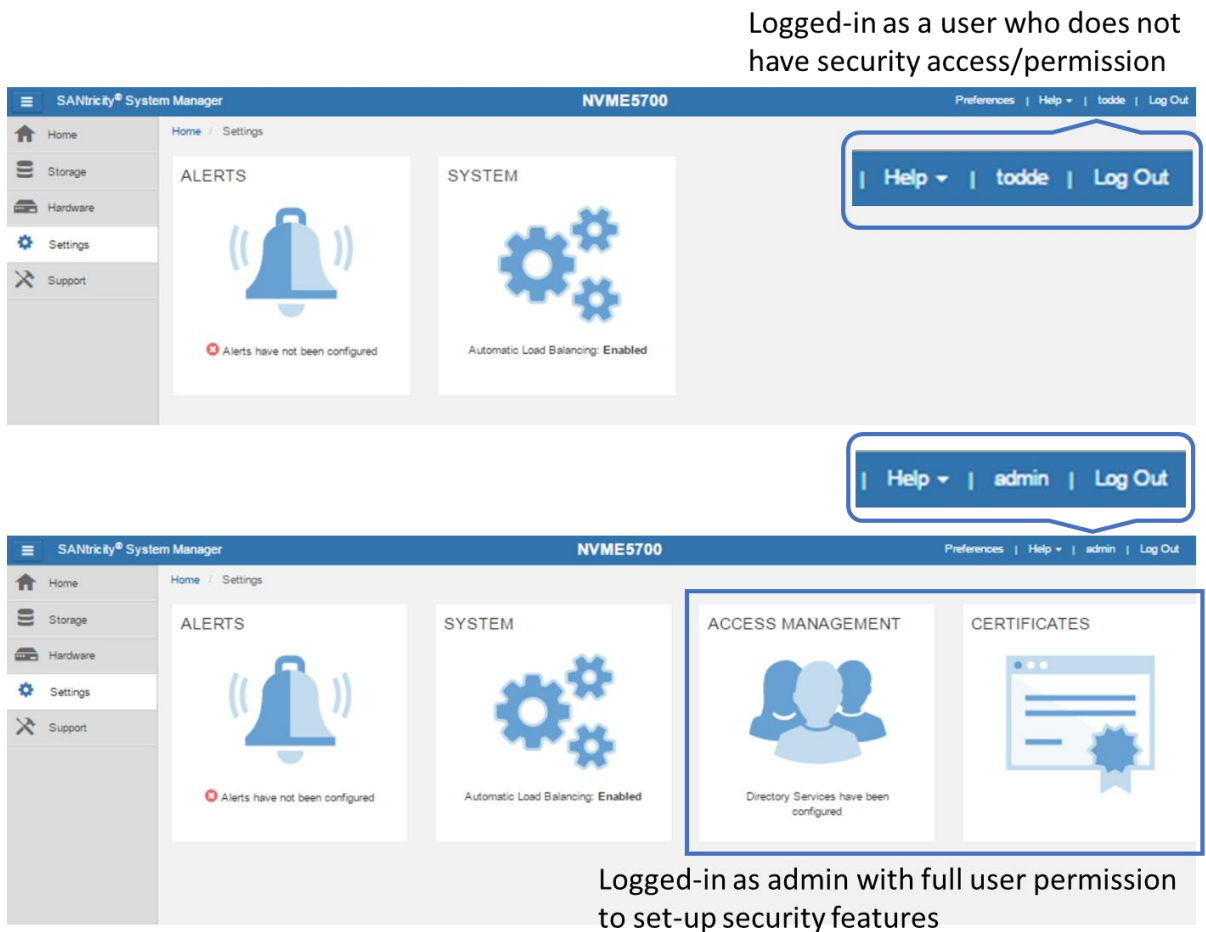 Logged-in as a user who does not
have security access/permission
SANtricity® System Manager
NVME5700
Preferences | Help | todde | Log Out
Home
Storage
Hardware
Settings
Support
Home / Settings
ALERTS
Alerts have not been configured
SYSTEM
Automatic Load Balancing: Enabled
| Help | todde | Log Out
| Help | admin | Log Out
SANtricity® System Manager
NVME5700
Preferences | Help | admin | Log Out
Home
Storage
Hardware
Settings
Support
Home / Settings
ALERTS
Alerts have not been configured
SYSTEM
Automatic Load Balancing: Enabled
ACCESS MANAGEMENT
Directory Services have been
configured
CERTIFICATES
Logged-in as admin with full user permission
to set-up security features